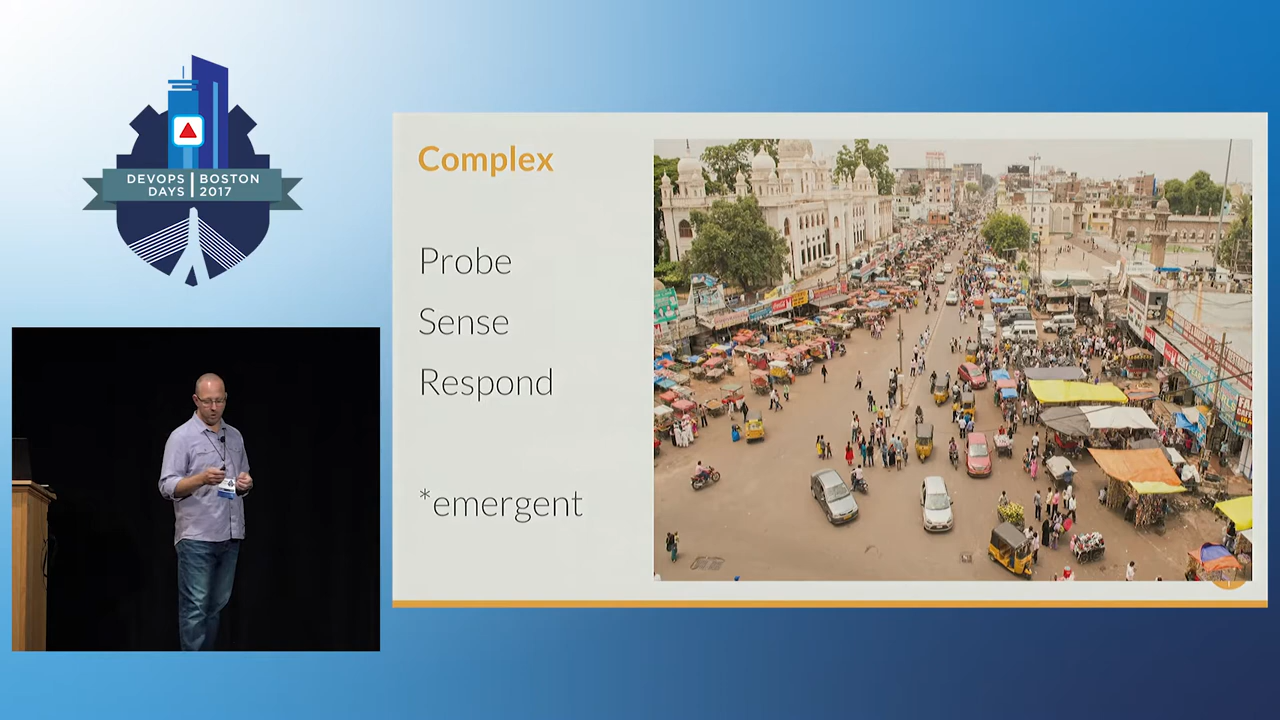 DEVOPS | BOSTON
DAYS | 2017
Complex
Probe
Sense
Respond
*emergent